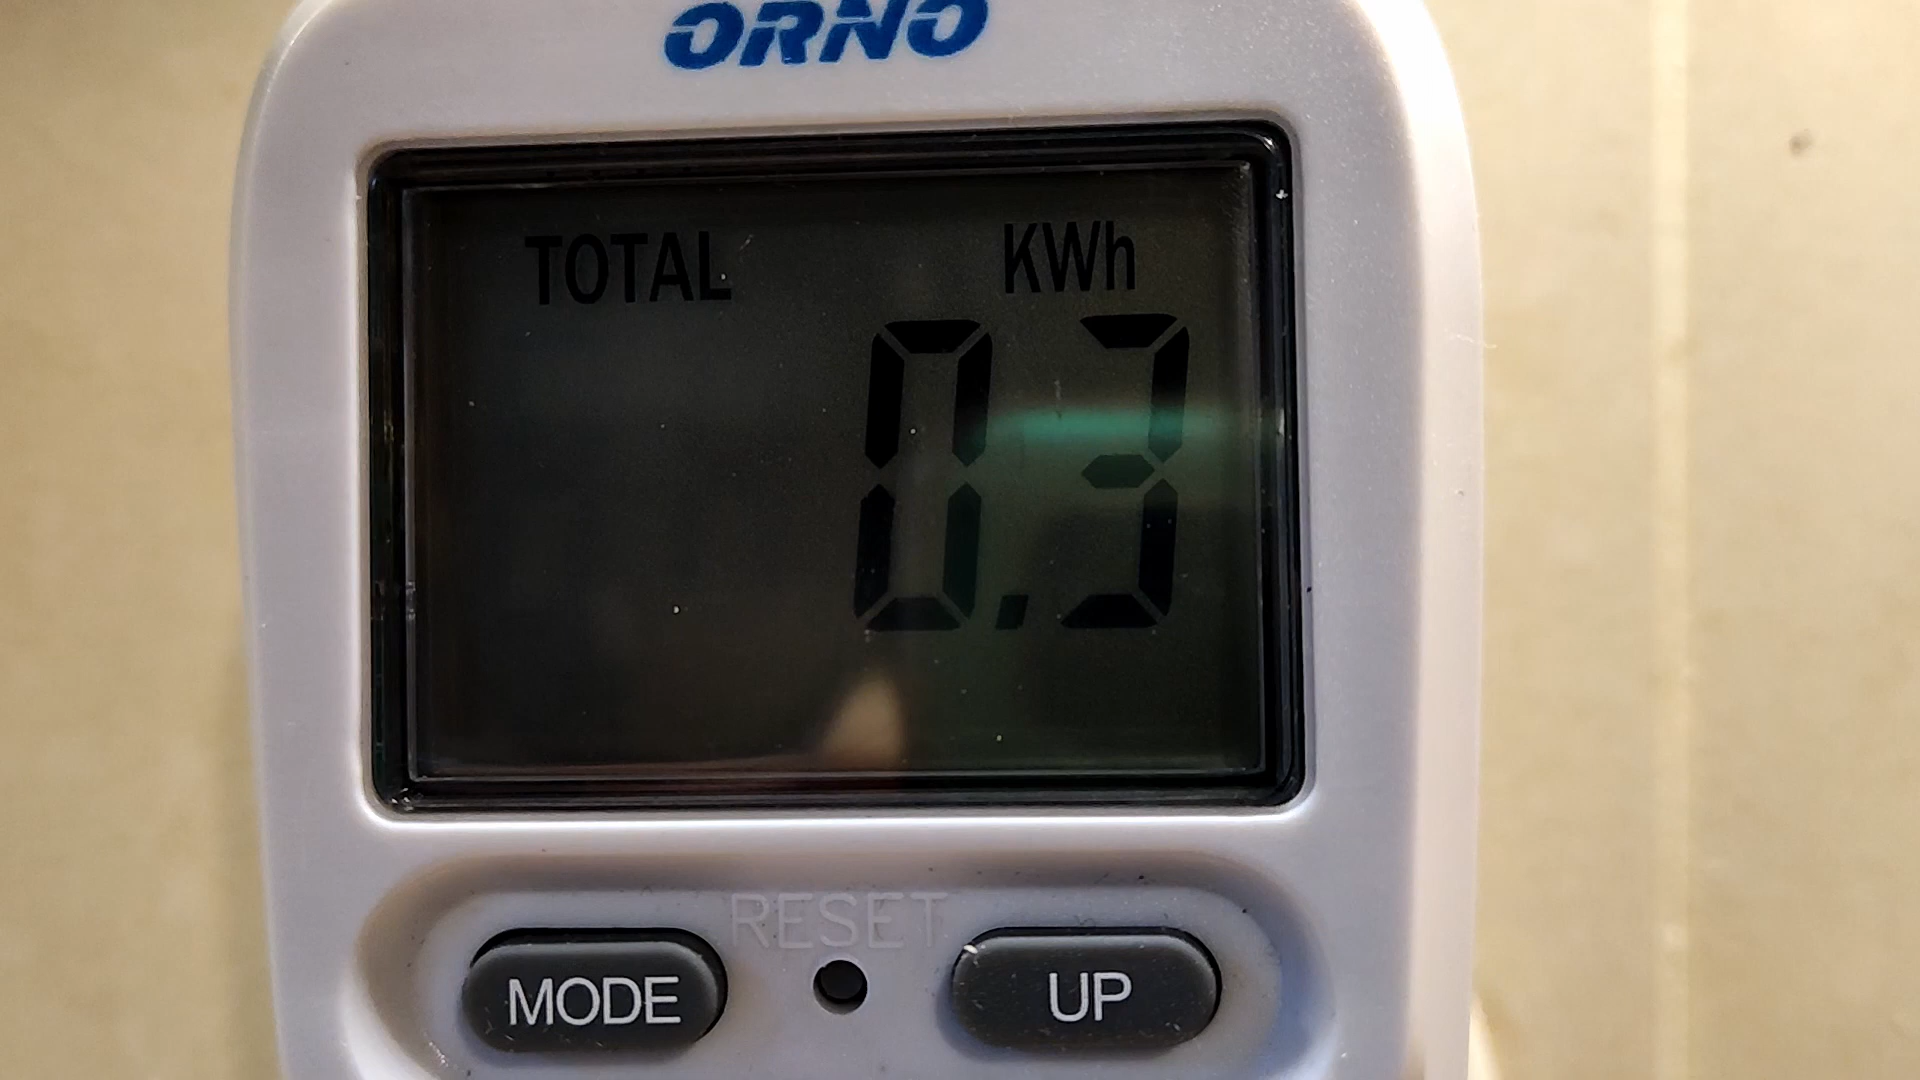 ORNO
TOTAL KWh
0.3
RESET
MODE UP